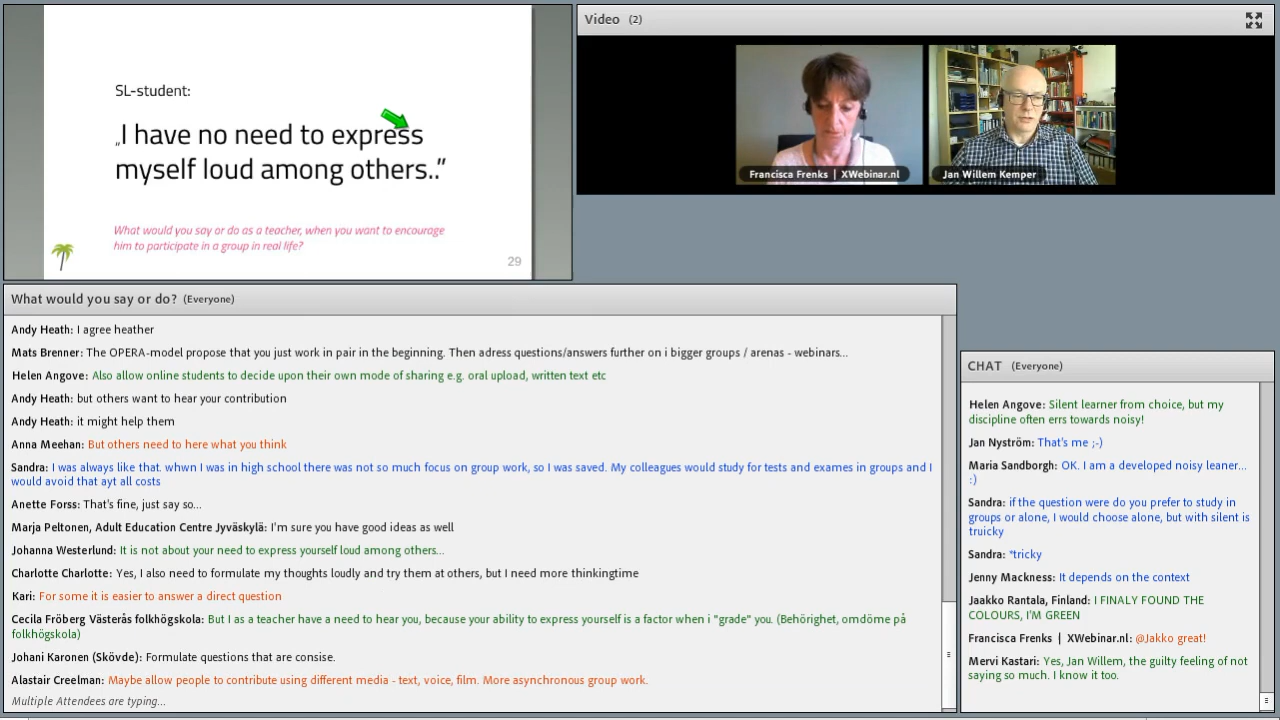 SL-student:
„I have no need to express
myself loud among others..”
What would you say or do as a teacher, when you want to encourage
him to participate in a group in real life?
29
Video (2)
Francisca Frenks | XWebinar.nl
Jan Willem Kemper
What would you say or do? (Everyone)
Andy Heath: I agree heather
Mats Brenner: The OPERA-model propose that you just work in pair in the beginning. Then adress questions/answers further on i bigger groups / arenas - webinars...
Helen Angove: Also allow online students to decide upon their own mode of sharing e.g. oral upload, written text etc
Andy Heath: but others want to hear your contribution
Andy Heath: it might help them
Anna Meehan: But others need to here what you think
Sandra: I was always like that. whwn I was in high school there was not so much focus on group work, so I was saved. My colleagues would study for tests and exames in groups and I
would avoid that ayt all costs
Anette Forss: That's fine, just say so...
Marja Peltonen, Adult Education Centre Jyväskylä: I'm sure you have good ideas as well
Johanna Westerlund: It is not about your need to express yourself loud among others...
Charlotte Charlotte: Yes, I also need to formulate my thoughts loudly and try them at others, but I need more thinkingtime
Kari: For some it is easier to answer a direct question
Cecila Fröberg Västerås folkhögskola: But I as a teacher have a need to hear you, because your ability to express yourself is a factor when i "grade" you. (Behörighet, omdöme på
folkhögskola)
Johani Karonen (Skövde): Formulate questions that are consise.
Alastair Creelman: Maybe allow people to contribute using different media - text, voice, film. More asynchronous group work.
Multiple Attendees are typing...
CHAT (Everyone)
Helen Angove: Silent learner from choice, but my
discipline often errs towards noisy!
Jan Nyström: That's me ;-)
Maria Sandborgh: OK. I am a developed noisy leaner...
:)
Sandra: if the question were do you prefer to study in
groups or alone, I would choose alone, but with silent is
truicky
Sandra: *tricky
Jenny Mackness: It depends on the context
Jaakko Rantala, Finland: I FINALY FOUND THE
COLOURS, I'M GREEN
Francisca Frenks | XWebinar.nl: @Jakko great!
Mervi Kastari: Yes, Jan Willem, the guilty feeling of not
saying so much. I know it too.